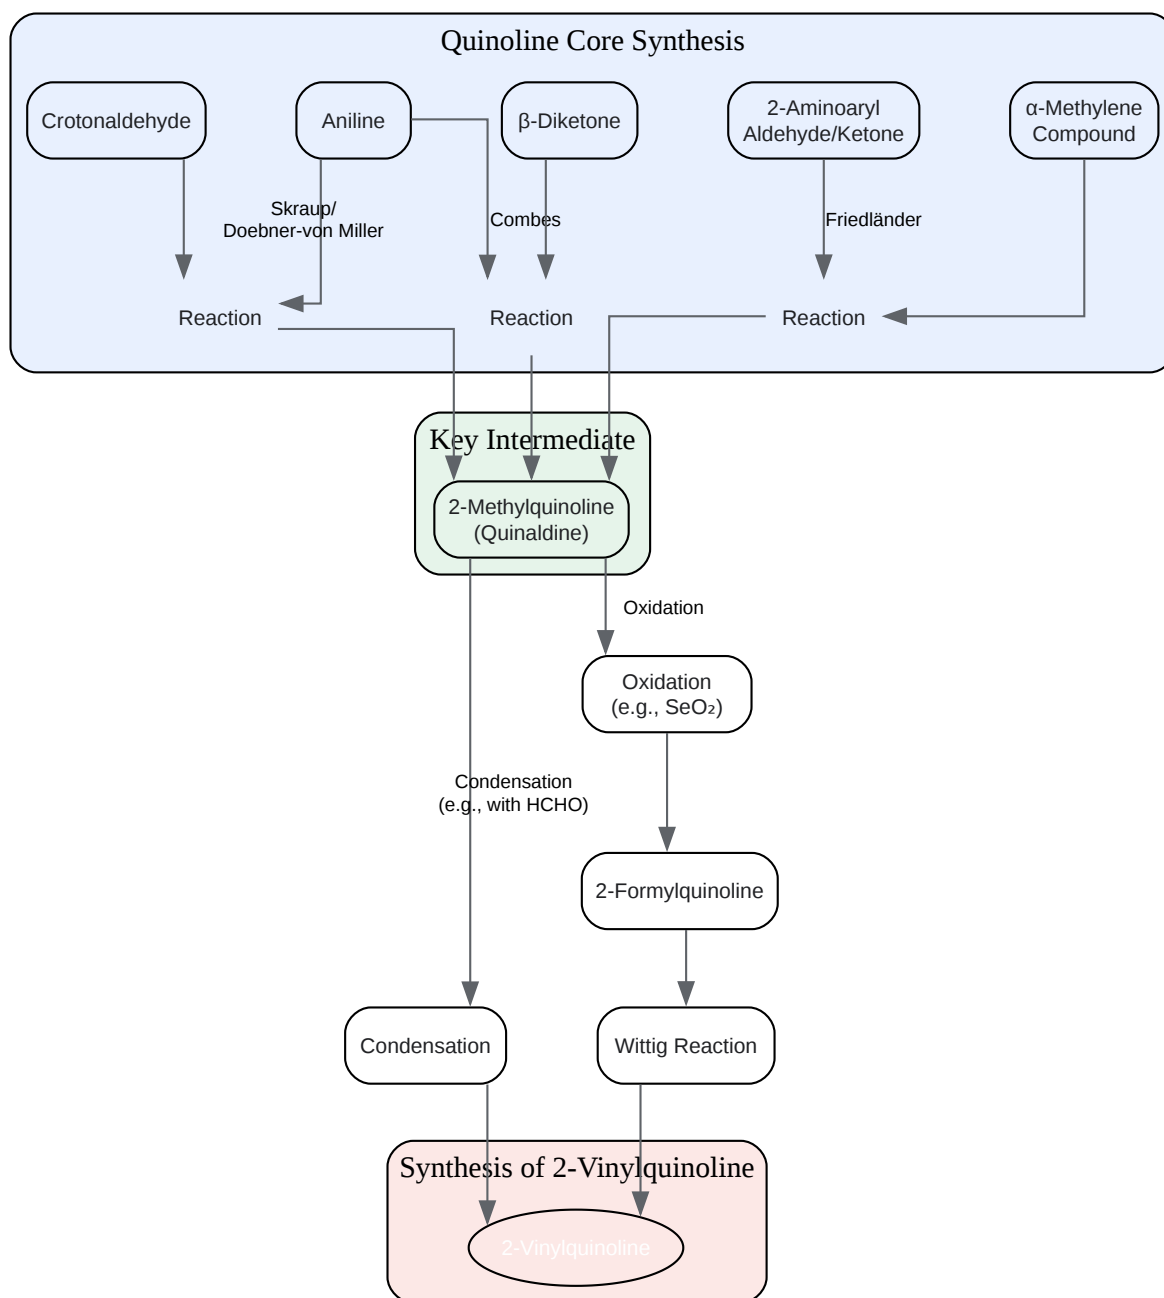 Quinoline Core Synthesis
Crotonaldehyde
Aniline
β-Diketone
2-Aminoaryl
Aldehyde/Ketone
α-Methylene
Compound
Skraup/
Doebner-von Miller
Combes
Friedländer
Reaction
Reaction
Reaction
Key Intermediate
2-Methylquinoline
(Quinaldine)
Oxidation
Oxidation
(e.g., SeO₂)
Condensation
(e.g., with HCHO)
2-Formylquinoline
Condensation
Wittig Reaction
Synthesis of 2-Vinylquinoline
2-Vinylquinoline